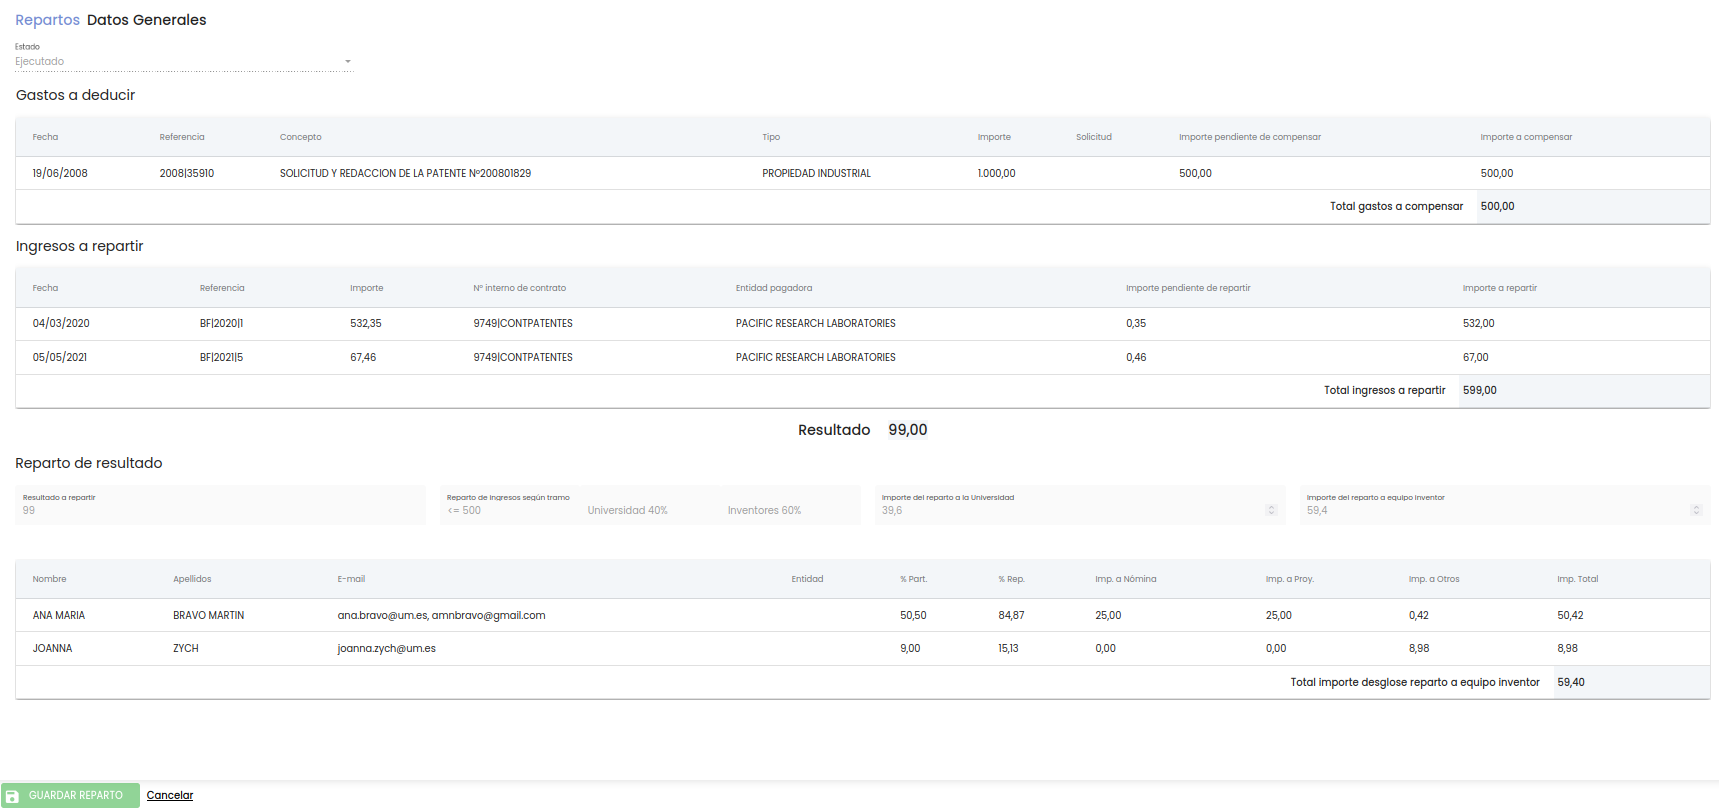 Repartos Datos Generales
Estado
Ejecutado
Gastos a deducir
Fecha Referencia Concepto Tipo Importe Solicitud Importe pendiente de compensar Importe a compensar
19/06/2008 2008|35910 SOLICITUD Y REDACCION DE LA PATENTE Nº200801829 PROPIEDAD INDUSTRIAL 1.000,00 500,00 500,00
Total gastos a compensar 500,00
Ingresos a repartir
Fecha Referencia Importe Nº interno de contrato Entidad pagadora Importe pendiente de repartir Importe a repartir
04/03/2020 BF|2020|1 532,35 9749|CONTPATENTES PACIFIC RESEARCH LABORATORIES 0,35 532,00
05/05/2021 BF|2021|5 67,46 9749|CONTPATENTES PACIFIC RESEARCH LABORATORIES 0,46 67,00
Total ingresos a repartir 599,00
Resultado 99,00
Reparto de resultado
Resultado a repartir Reparto de ingresos según tramo Importe del reparto a la Universidad Importe del reparto a equipo inventor
99 <= 500 Universidad 40% Inventores 60% 39,6 59,4
Nombre Apellidos E-mail Entidad % Part. % Rep. Imp. a Nómina Imp. a Proy. Imp. a Otros Imp. Total
ANA MARIA BRAVO MARTIN ana.bravo@um.es, amnbravo@gmail.com 50,50 84,87 25,00 25,00 0,42 50,42
JOANNA ZYCH joanna.zych@um.es 9,00 15,13 0,00 0,00 8,98 8,98
Total importe desglose reparto a equipo inventor 59,40
GUARDAR REPARTO Cancelar